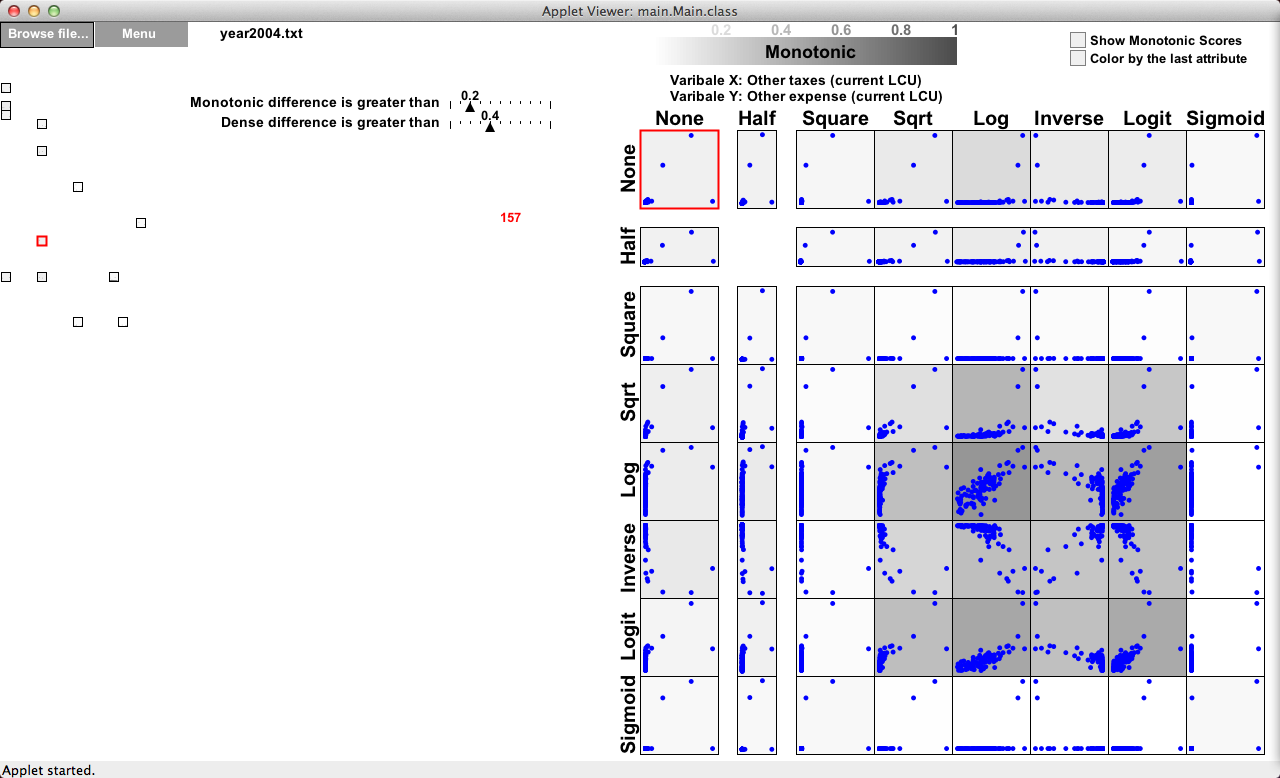 Applet Viewer: main.Main.class
Browse file... Menu year2004.txt
0.2 0.4 0.6 0.8 1
Monotonic
Show Monotonic Scores
Color by the last attribute
Varibale X: Other taxes (current LCU)
Varibale Y: Other expense (current LCU)
Monotonic difference is greater than 0.2
Dense difference is greater than 0.4
None Half Square Sqrt Log Inverse Logit Sigmoid
None
157
Half
Square
Sqrt
Log
Inverse
Logit
Sigmoid
Applet started.